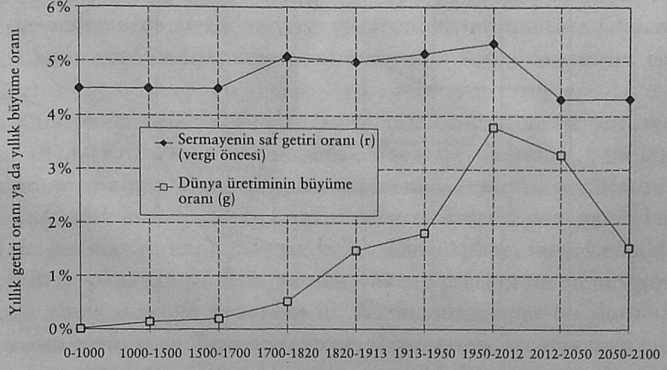 Yıllık getiri oranı ya da yıllık büyüme oranı
6%
5%
4%
3%
2%
1%
0%
Sermayenin saf getiri oranı (r)
(vergi öncesi)
Dünya üretiminin büyüme
oranı (g)
0-1000 1000-1500 1500-1700 1700-1820 1820-1913 1913-1950 1950-2012 2012-2050 2050-2100